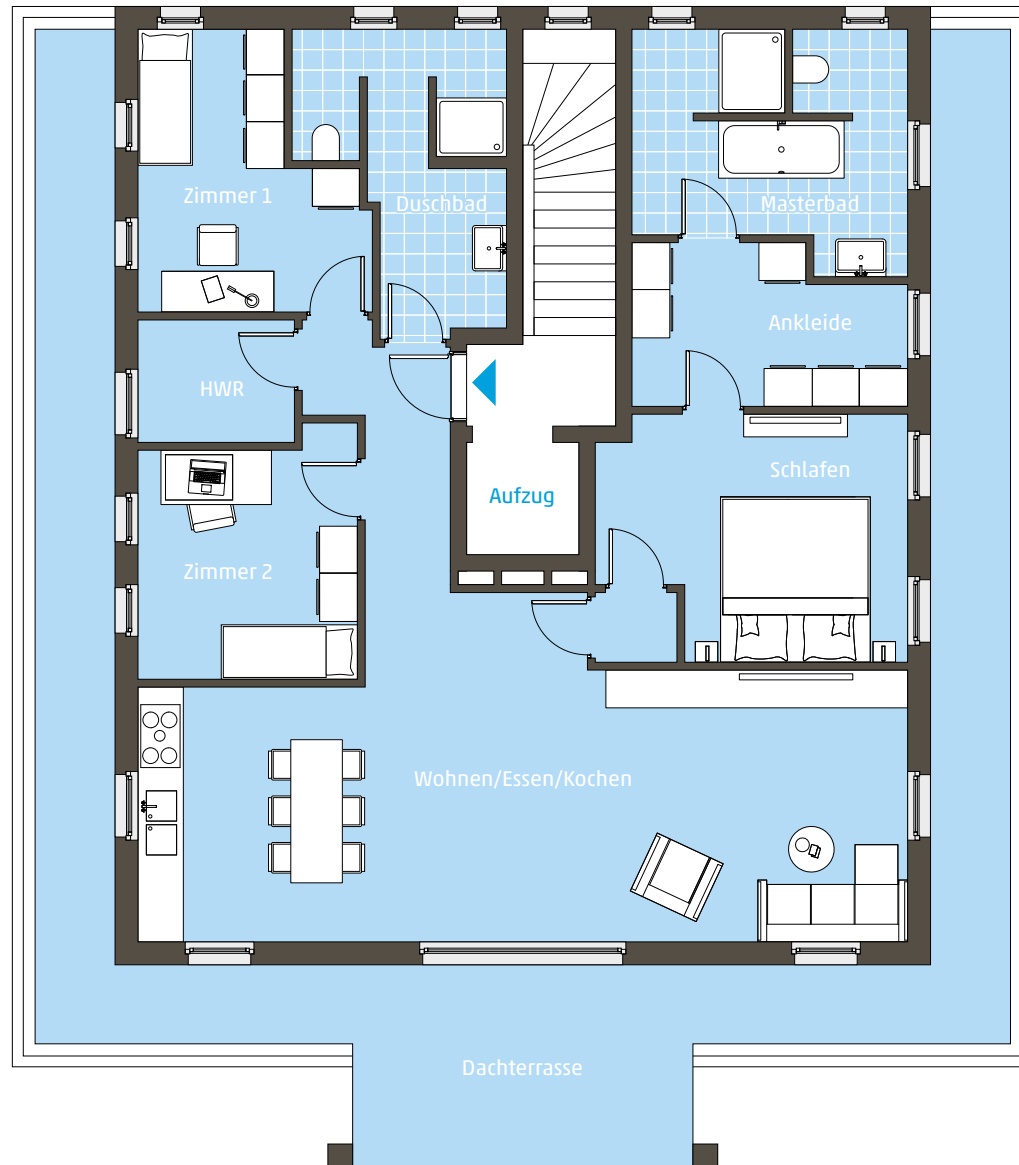 Zimmer 1
Duschbad
Masterbad
Ankleide
HWR
Schlafen
Aufzug
Zimmer 2
Wohnen/Essen/Kochen
Dachterrasse